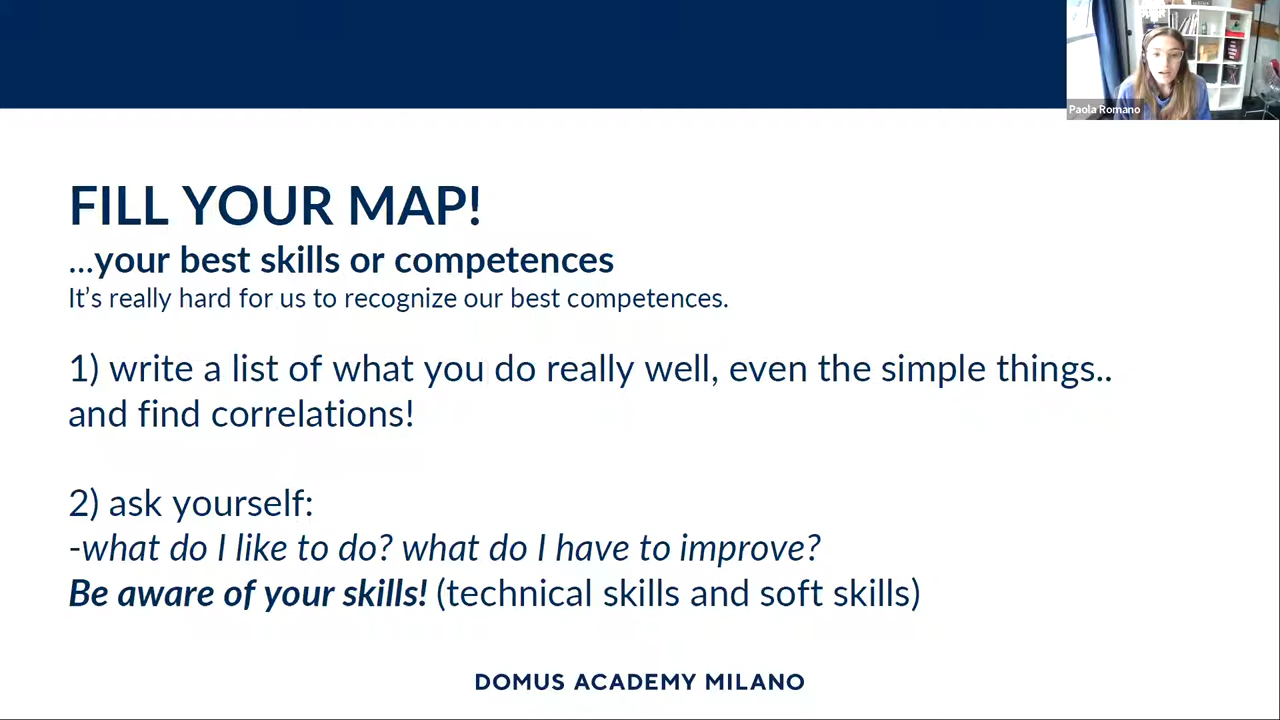 Paola Romano
FILL YOUR MAP!
...your best skills or competences
It's really hard for us to recognize our best competences.
1) write a list of what you do really well, even the simple things..
and find correlations!
2) ask yourself:
-what do I like to do? what do I have to improve?
Be aware of your skills! (technical skills and soft skills)
DOMUS ACADEMY MILANO